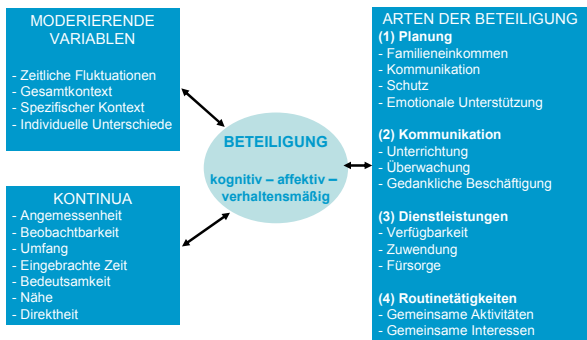 MODERIERENDE
VARIABLEN
- Zeitliche Fluktuationen
- Gesamtkontext
- Spezifischer Kontext
- Individuelle Unterschiede
KONTINUA
- Angemessenheit
- Beobachtbarkeit
- Umfang
- Eingebrachte Zeit
- Bedeutsamkeit
- Nähe
- Direktheit
BETEILIGUNG
kognitiv – affektiv –
verhaltensmäßig
ARTEN DER BETEILIGUNG
(1) Planung
- Familieneinkommen
- Kommunikation
- Schutz
- Emotionale Unterstützung
(2) Kommunikation
- Unterrichtung
- Überwachung
- Gedankliche Beschäftigung
(3) Dienstleistungen
- Verfügbarkeit
- Zuwendung
- Fürsorge
(4) Routinetätigkeiten
- Gemeinsame Aktivitäten
- Gemeinsame Interessen